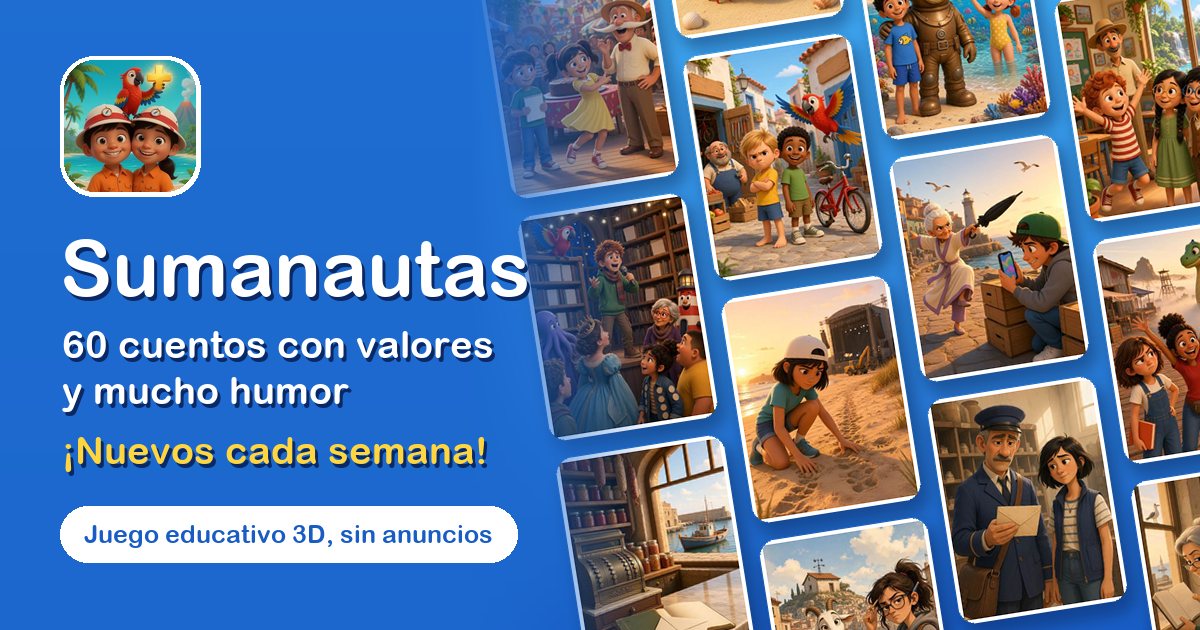 Sumanautas
60 cuentos con valores
y mucho humor
¡Nuevos cada semana!
Juego educativo 3D, sin anuncios